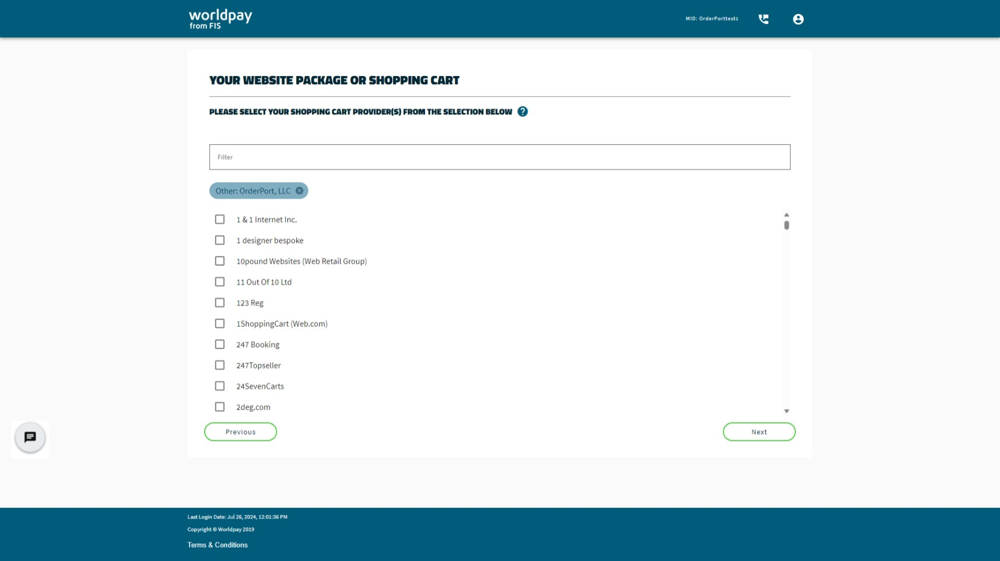 worldpay
from FIS
MID: OrderPorttest1
YOUR WEBSITE PACKAGE OR SHOPPING CART
PLEASE SELECT YOUR SHOPPING CART PROVIDER(S) FROM THE SELECTION BELOW ?
Filter
Other: OrderPort, LLC
1 & 1 Internet Inc.
1 designer bespoke
10pound Websites (Web Retail Group)
11 Out Of 10 Ltd
123 Reg
1ShoppingCart (Web.com)
247 Booking
247Topseller
24SevenCarts
2deg.com
Previous
Next
Last Login Date: Jul 26, 2024, 12:01:36 PM
Copyright © Worldpay 2019
Terms & Conditions